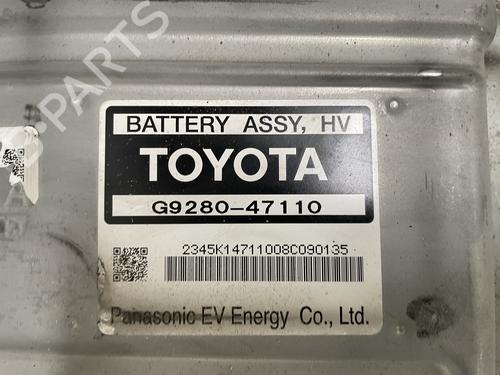 BATTERY ASSY, HV
TOYOTA
G9280-47110
2345K14711008C090135
Panasonic EV Energy Co., Ltd.